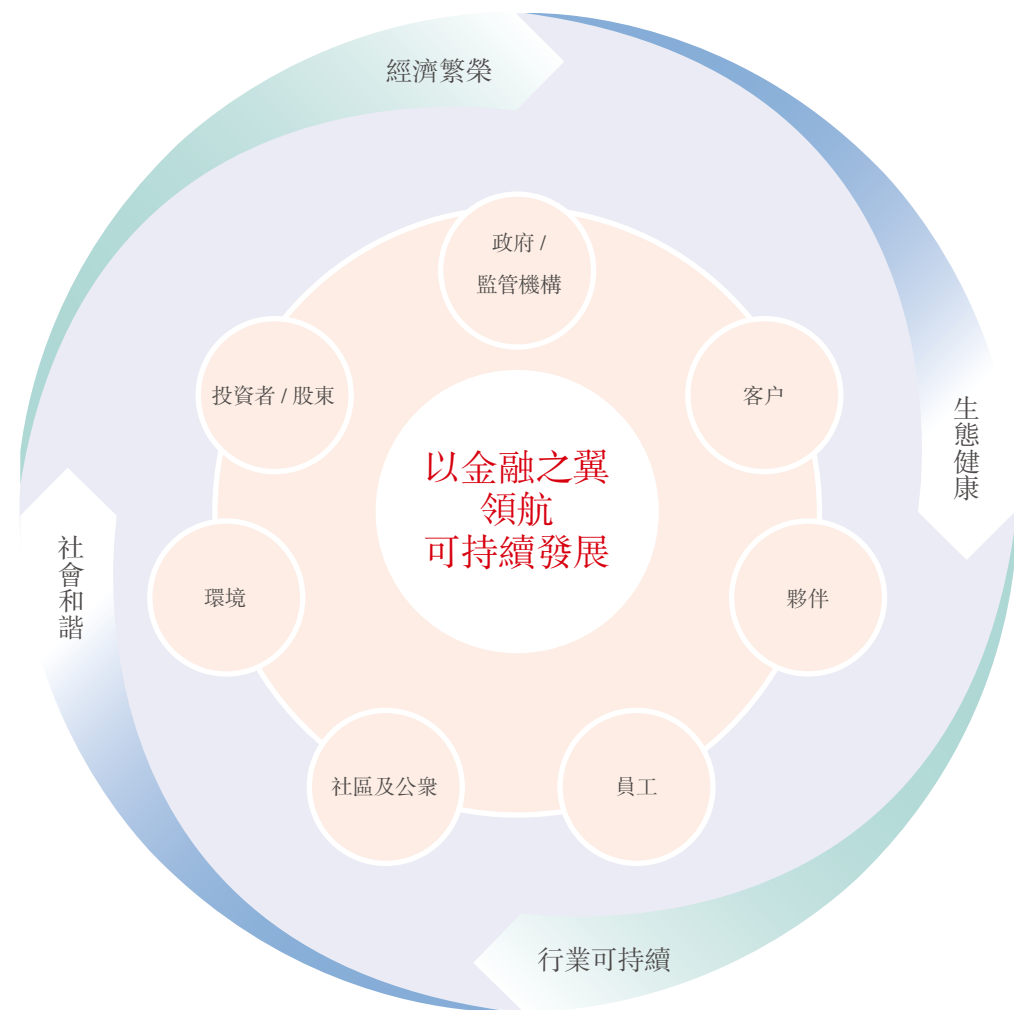 經濟繁榮
政府 /
監管機構
投資者 / 股東
客户
生態健康
以金融之翼
領航
可持續發展
社會和諧
環境
夥伴
社區及公衆
員工
行業可持續